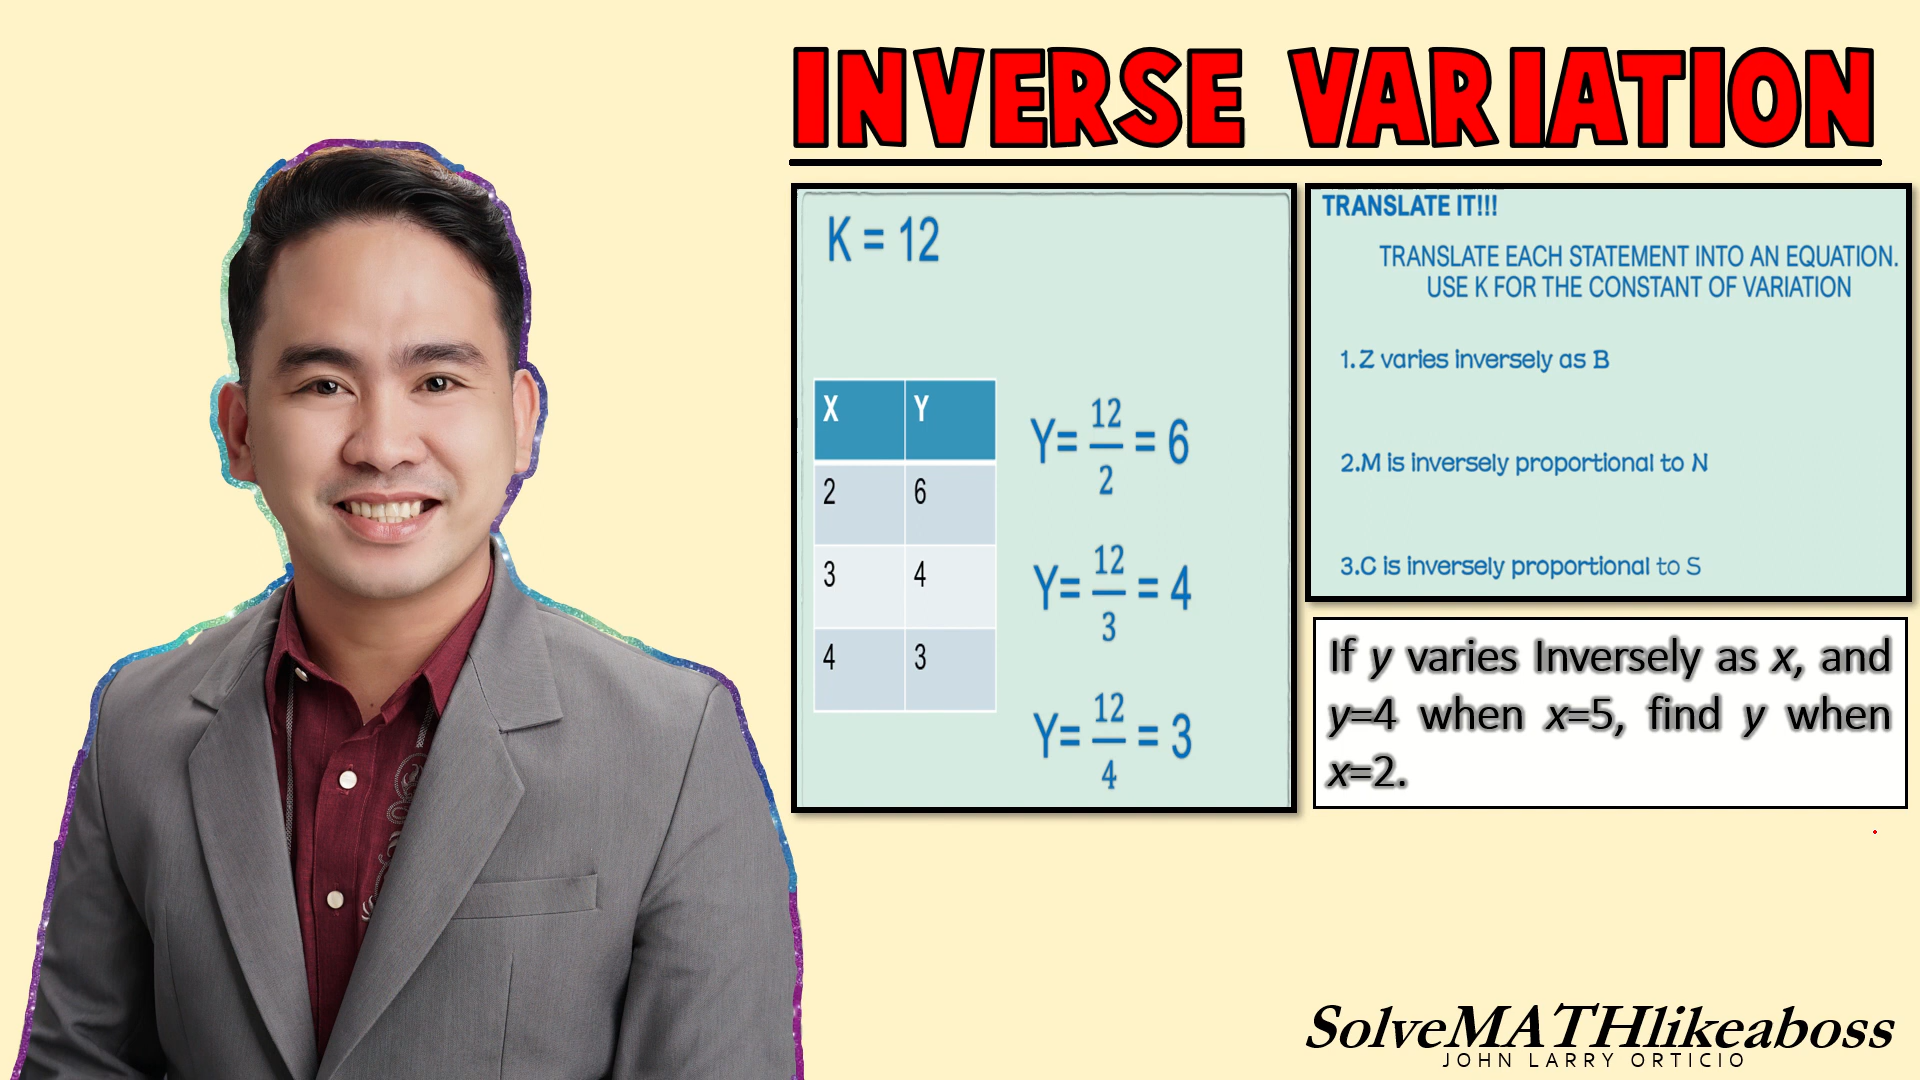 INVERSE VARIATION
K = 12
X Y
2 6
3 4
4 3
Y= 12/2 = 6
Y= 12/3 = 4
Y= 12/4 = 3
TRANSLATE IT!!!
TRANSLATE EACH STATEMENT INTO AN EQUATION.
USE K FOR THE CONSTANT OF VARIATION
1. Z varies inversely as B
2.M is inversely proportional to N
3.C is inversely proportional to S
If y varies Inversely as x, and
y=4 when x=5, find y when
x=2.
SolveMATHlikeaboss
JOHN LARRY ORTICIO